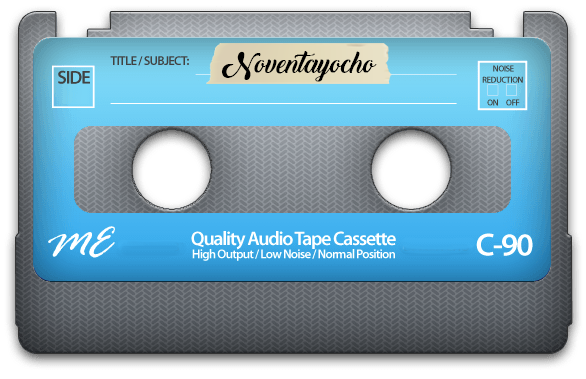 SIDE
TITLE / SUBJECT:
Noventayocho
NOISE
REDUCTION
ON OFF
ME
Quality Audio Tape Cassette
High Output / Low Noise / Normal Position
C-90